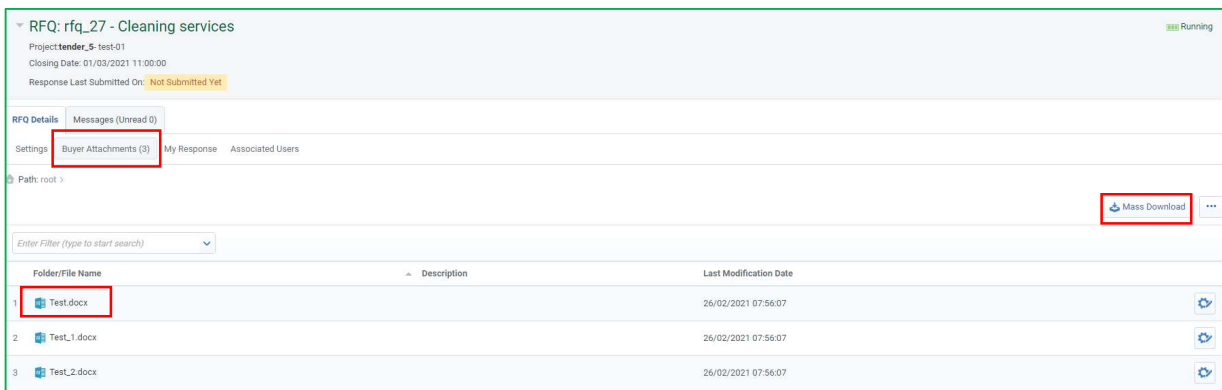 RFQ: rfq_27 - Cleaning services
Running
Project:tender_5- test-01
Closing Date: 01/03/2021 11:00:00
Response Last Submitted On: Not Submitted Yet
RFQ Details Messages (Unread 0)
Settings Buyer Attachments (3) My Response Associated Users
Path: root >
Mass Download ...
Enter Filter (type to start search)
Folder/File Name Description Last Modification Date
1 Test.docx 26/02/2021 07:56:07
2 Test_1.docx 26/02/2021 07:56:07
3 Test_2.docx 26/02/2021 07:56:07